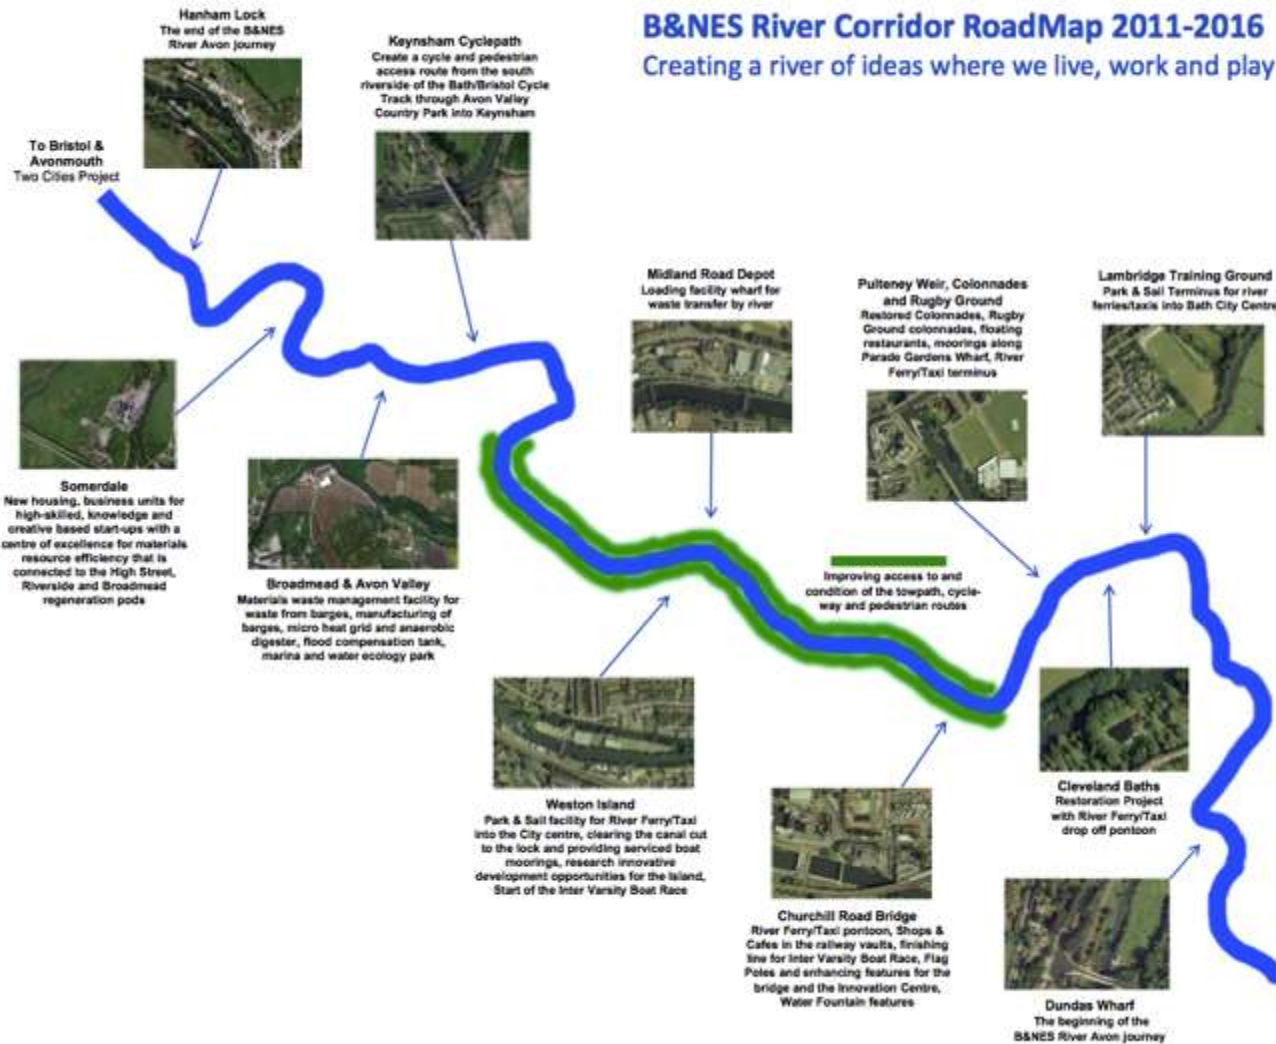 B&NES River Corridor RoadMap 2011-2016
Creating a river of ideas where we live, work and play
Hanham Lock
The end of the B&NES
River Avon journey
Keynsham Cyclepath
Create a cycle and pedestrian
access route from the south
riverside of the Bath/Bristol Cycle
Track through Avon Valley
Country Park into Keynsham
To Bristol &
Avonmouth
Two Cities Project
Midland Road Depot
Loading facility wharf for
waste transfer by river
Pulteney Weir, Colonnades
and Rugby Ground
Restored Colonnades, Rugby
Ground colonnades, floating
restaurants, moorings along
Parade Gardens Wharf, River
Ferry/Taxi terminus
Lambridge Training Ground
Park & Sail Terminus for river
ferries/taxis into Bath City Centre
Somerdale
New housing, business units for
high-skilled, knowledge and
creative based start-ups with a
centre of excellence for materials
resource efficiency that is
connected to the High Street,
Riverside and Broadmead
regeneration pods
Broadmead & Avon Valley
Materials waste management facility for
waste from barges, manufacturing of
barges, micro heat grid and anaerobic
digester, flood compensation tank,
marina and water ecology park
Improving access to and
condition of the towpath, cycle-
way and pedestrian routes
Weston Island
Park & Sail facility for River Ferry/Taxi
into the City centre, clearing the canal cut
to the lock and providing serviced boat
moorings, research innovative
development opportunities for the Island,
Start of the Inter Varsity Boat Race
Cleveland Baths
Restoration Project
with River Ferry/Taxi
drop off pontoon
Churchill Road Bridge
River Ferry/Taxi pontoon, Shops &
Cafes in the railway vaults, finishing
line for Inter Varsity Boat Race, Flag
Poles and enhancing features for the
bridge and the Innovation Centre,
Water Fountain features
Dundas Wharf
The beginning of the
B&NES River Avon journey